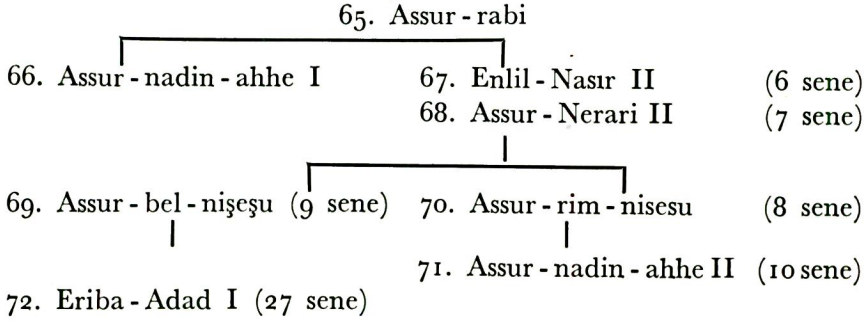 65. Assur - rabi
66. Assur - nadin - ahhe I 67. Enlil - Nasır II (6 sene)
68. Assur - Nerari II (7 sene)
69. Assur - bel - nişeşu (9 sene) 70. Assur - rim - nisesu (8 sene)
71. Assur - nadin - ahhe II (10 sene)
72. Eriba - Adad I (27 sene)